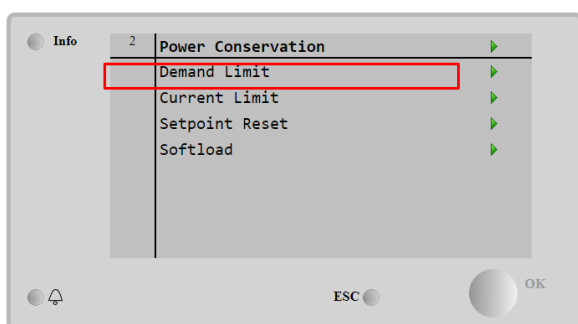 Info
2 Power Conservation
Demand Limit
Current Limit
Setpoint Reset
Softload
OK
ESC